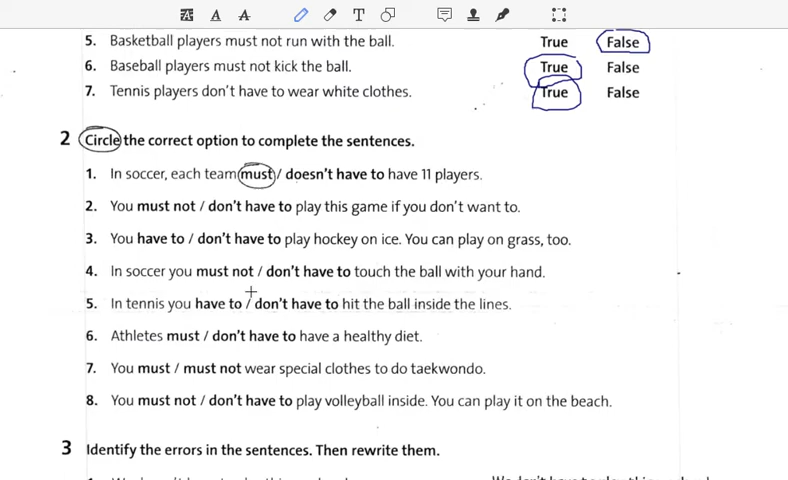 5. Basketball players must not run with the ball. True False
6. Baseball players must not kick the ball. True False
7. Tennis players don't have to wear white clothes. True False
2 Circle the correct option to complete the sentences.
1. In soccer, each team must / doesn't have to have 11 players.
2. You must not / don't have to play this game if you don't want to.
3. You have to / don't have to play hockey on ice. You can play on grass, too.
4. In soccer you must not / don't have to touch the ball with your hand.
5. In tennis you have to / don't have to hit the ball inside the lines.
6. Athletes must / don't have to have a healthy diet.
7. You must / must not wear special clothes to do taekwondo.
8. You must not / don't have to play volleyball inside. You can play it on the beach.
3 Identify the errors in the sentences. Then rewrite them.